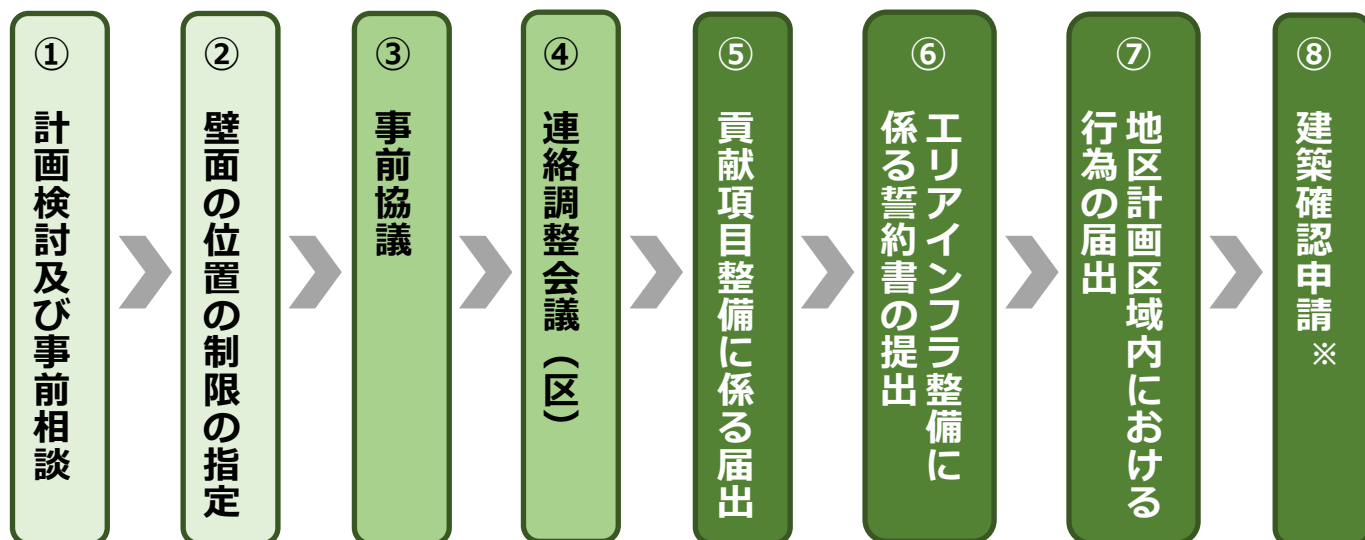 ①
計画検討及び事前相談
②
壁面の位置の制限の指定
③
事前協議
④
連絡調整会議（区）
⑤
貢献項目整備に係る届出
⑥
エリアインフラ整備に
係る誓約書の提出
⑦
地区計画区域内における
行為の届出
⑧
建築確認申請※